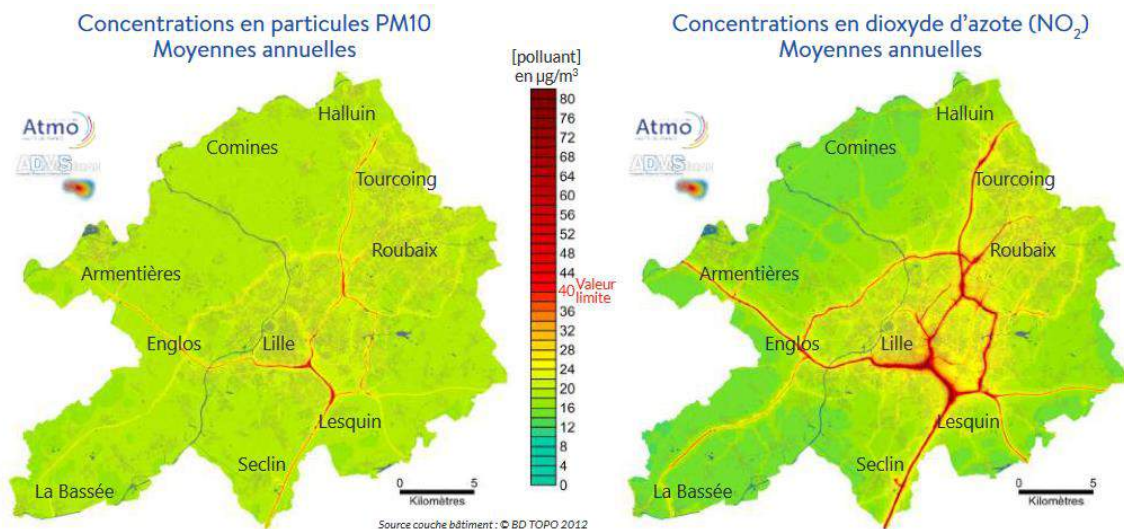 Concentrations en particules PM10
Moyennes annuelles
Atmo
Halluin
Comines
Tourcoing
Roubaix
Armentières
Englos
Lille
Lesquin
Seclin
La Bassée
0 5
Kilomètres
Source couche bâtiment : © BD TOPO 2012
[polluant]
en µg/m³
80
76
72
68
64
60
56
52
48
44
40 Valeur
limite
36
32
28
24
20
16
12
8
4
0
Concentrations en dioxyde d'azote (NO₂)
Moyennes annuelles
Atmo
Halluin
Comines
Tourcoing
Roubaix
Armentières
Englos
Lille
Lesquin
Seclin
La Bassée
0 5
Kilomètres